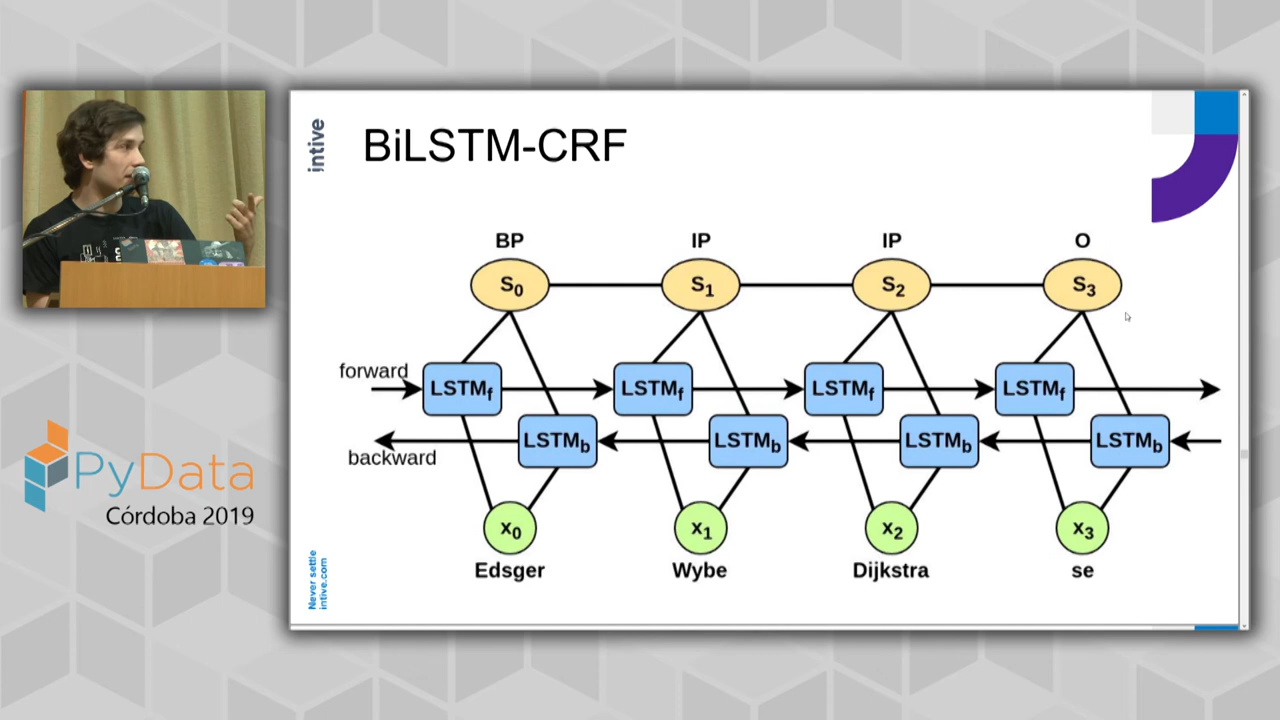 intive
BiLSTM-CRF
BP IP IP O
S0 S1 S2 S3
forward
LSTMf LSTMf LSTMf LSTMf
LSTMb LSTMb LSTMb LSTMb
backward
x0 x1 x2 x3
Edsger Wybe Dijkstra se
Never settle
intive.com
PyData
Córdoba 2019